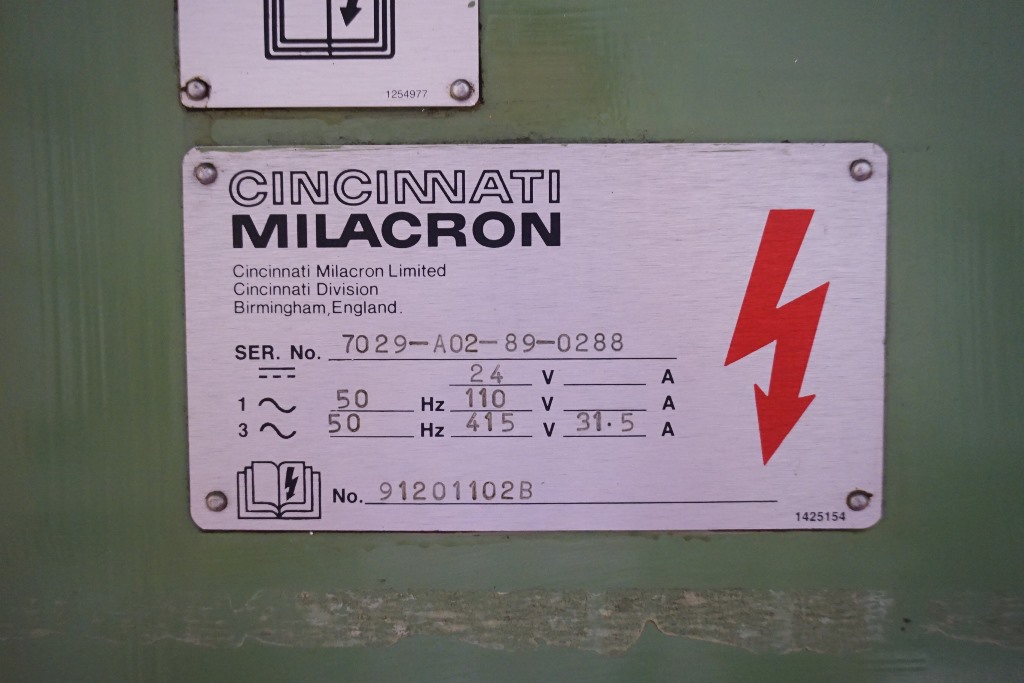 1254977
CINCINNATI
MILACRON
Cincinnati Milacron Limited
Cincinnati Division
Birmingham, England.
SER. No. 7029-A02-89-0288
24 V A
1 50 Hz 110 V A
3 50 Hz 415 V 31.5 A
No. 91201102B
1425154